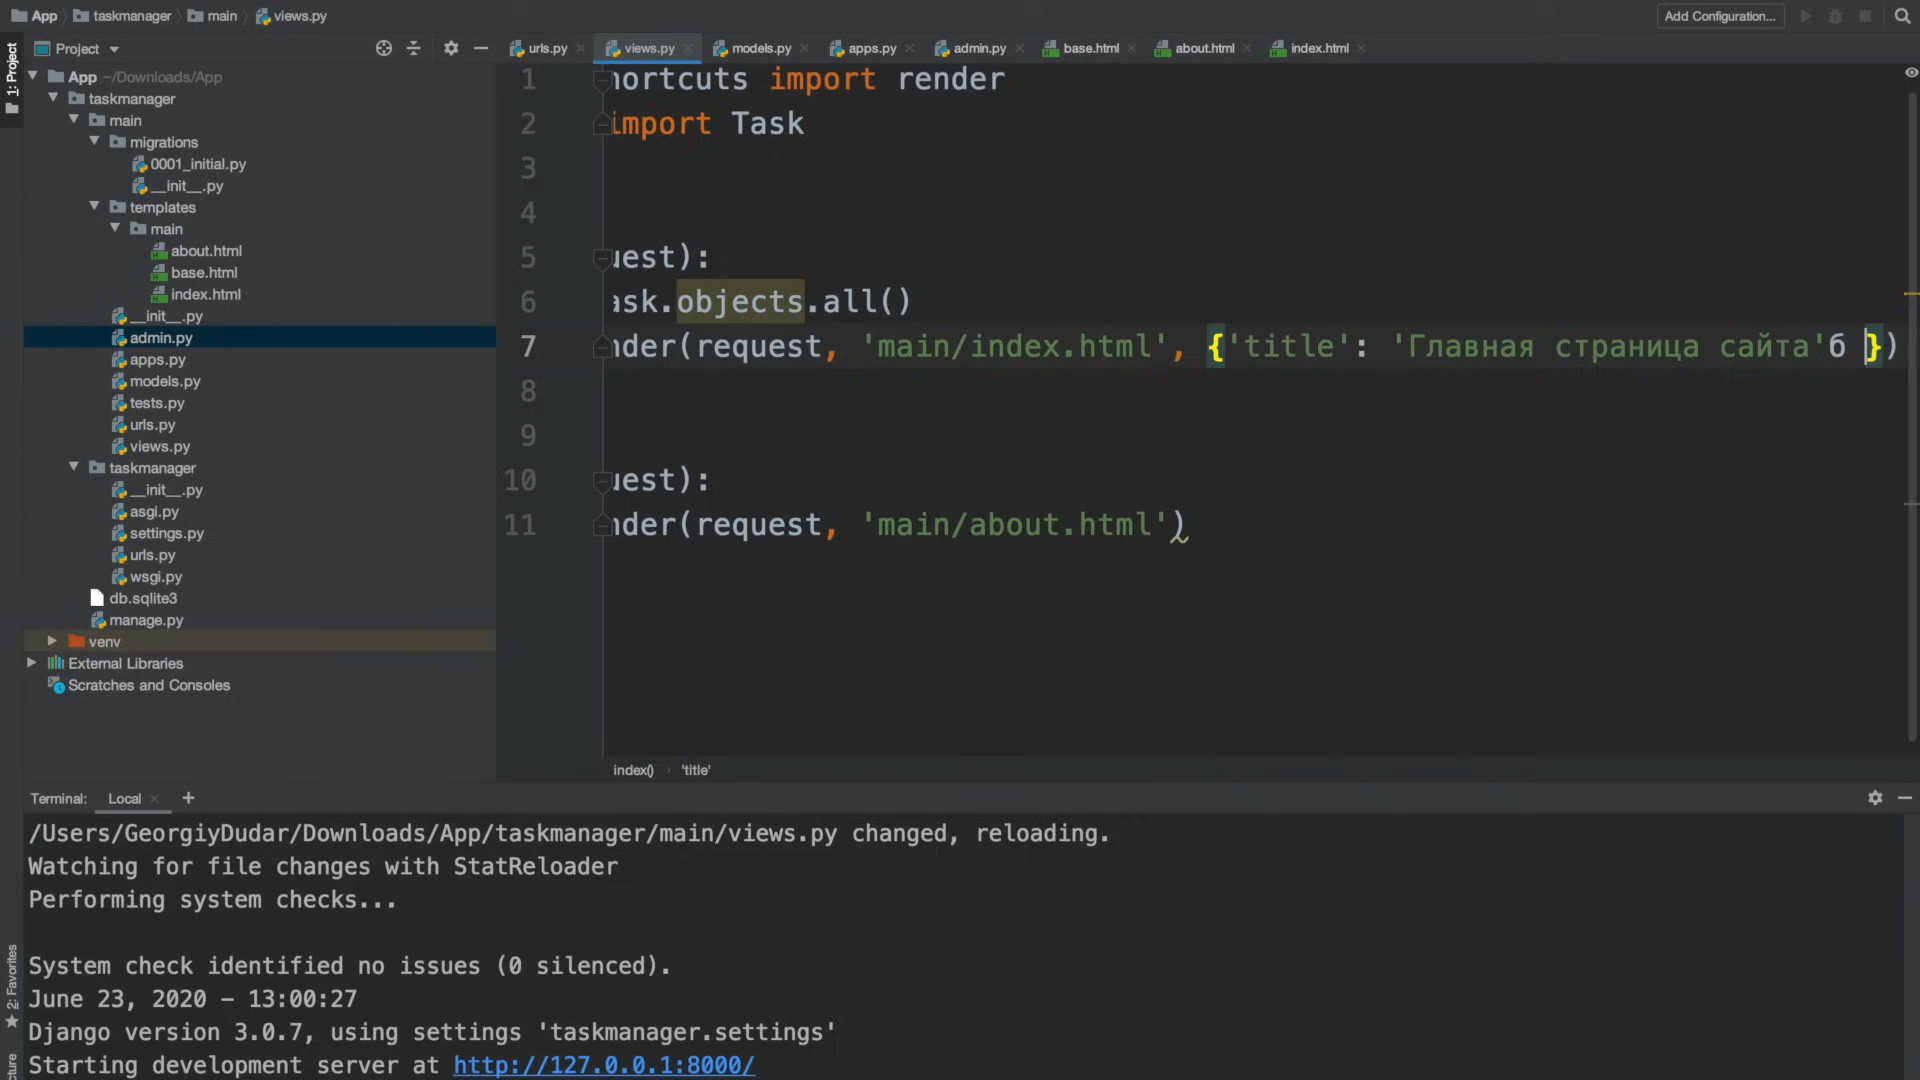 App taskmanager main views.py
Add Configuration...
1: Project
Project
urls.py views.py models.py apps.py admin.py base.html about.html index.html
App ~/Downloads/App
taskmanager
main
migrations
0001_initial.py
__init__.py
templates
main
about.html
base.html
index.html
__init__.py
admin.py
apps.py
models.py
tests.py
urls.py
views.py
taskmanager
__init__.py
asgi.py
settings.py
urls.py
wsgi.py
db.sqlite3
manage.py
venv
External Libraries
Scratches and Consoles
1 hortcuts import render
2 import Task
3
4
5 uest):
6 ask.objects.all()
7 nder(request, 'main/index.html', {'title': 'Главная страница сайта'б })
8
9
10 uest):
11 nder(request, 'main/about.html')
index() 'title'
Terminal: Local +
/Users/GeorgiyDudar/Downloads/App/taskmanager/main/views.py changed, reloading.
Watching for file changes with StatReloader
Performing system checks...
System check identified no issues (0 silenced).
June 23, 2020 - 13:00:27
Django version 3.0.7, using settings 'taskmanager.settings'
Starting development server at http://127.0.0.1:8000/
2: Favorites
cture